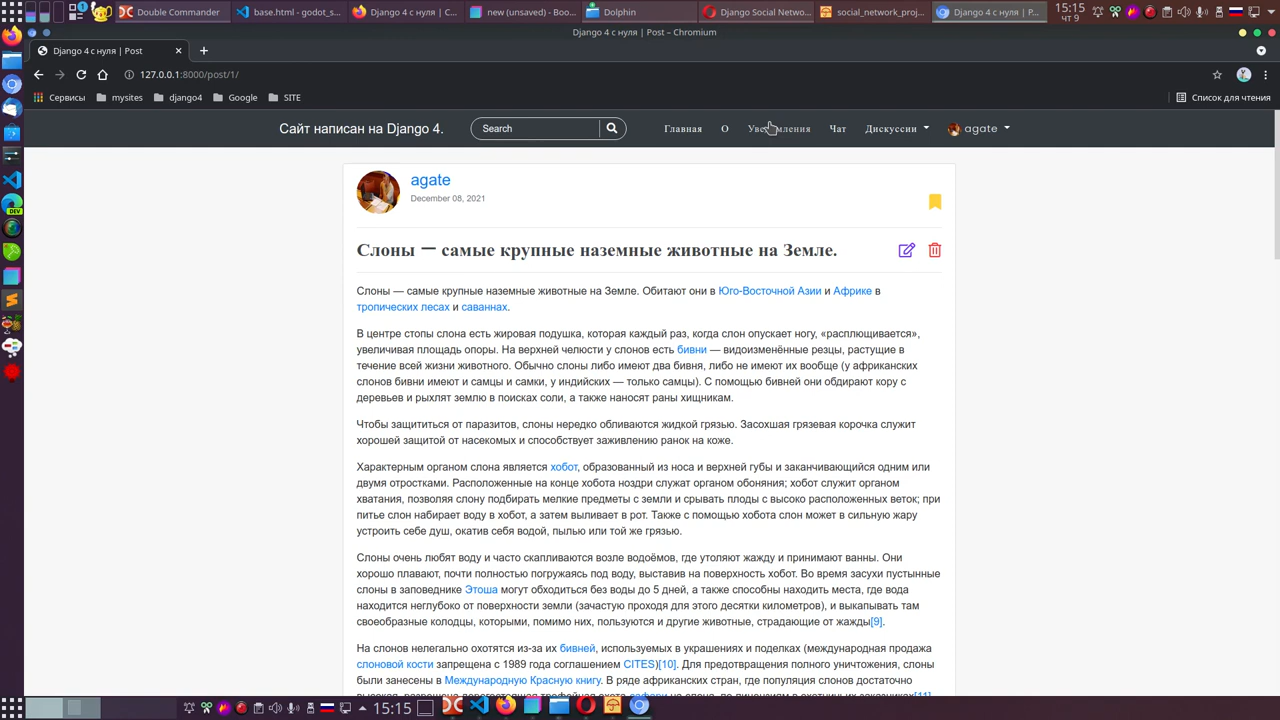 Double Commander
base.html - godot_s...
Django 4 с нуля | С...
new (unsaved) - Boo...
Dolphin
Django Social Netwo...
social_network_proj...
Django 4 с нуля | P...
15:15
чт 9
Django 4 с нуля | Post – Chromium
Django 4 с нуля | Post
127.0.0.1:8000/post/1/
Сервисы
mysites
django4
Google
SITE
Список для чтения
Сайт написан на Django 4.
Search
Главная
О
Уведомления
Чат
Дискуссии
agate
agate
December 08, 2021
Слоны — самые крупные наземные животные на Земле.
Слоны — самые крупные наземные животные на Земле. Обитают они в Юго-Восточной Азии и Африке в
тропических лесах и саваннах.
В центре стопы слона есть жировая подушка, которая каждый раз, когда слон опускает ногу, «расплющивается»,
увеличивая площадь опоры. На верхней челюсти у слонов есть бивни — видоизменённые резцы, растущие в
течение всей жизни животного. Обычно слоны либо имеют два бивня, либо не имеют их вообще (у африканских
слонов бивни имеют и самцы и самки, у индийских — только самцы). С помощью бивней они обдирают кору с
деревьев и рыхлят землю в поисках соли, а также наносят раны хищникам.
Чтобы защититься от паразитов, слоны нередко обливаются жидкой грязью. Засохшая грязевая корочка служит
хорошей защитой от насекомых и способствует заживлению ранок на коже.
Характерным органом слона является хобот, образованный из носа и верхней губы и заканчивающийся одним или
двумя отростками. Расположенные на конце хобота ноздри служат органом обоняния; хобот служит органом
хватания, позволяя слону подбирать мелкие предметы с земли и срывать плоды с высоко расположенных веток; при
питье слон набирает воду в хобот, а затем выливает в рот. Также с помощью хобота слон может в сильную жару
устроить себе душ, окатив себя водой, пылью или той же грязью.
Слоны очень любят воду и часто скапливаются возле водоёмов, где утоляют жажду и принимают ванны. Они
хорошо плавают, почти полностью погружаясь под воду, выставив на поверхность хобот. Во время засухи пустынные
слоны в заповеднике Этоша могут обходиться без воды до 5 дней, а также способны находить места, где вода
находится неглубоко от поверхности земли (зачастую проходя для этого десятки километров), и выкапывать там
своеобразные колодцы, которыми, помимо них, пользуются и другие животные, страдающие от жажды[9].
На слонов нелегально охотятся из-за их бивней, используемых в украшениях и поделках (международная продажа
слоновой кости запрещена с 1989 года соглашением CITES)[10]. Для предотвращения полного уничтожения, слоны
были занесены в Международную Красную книгу. В ряде африканских стран, где популяция слонов достаточно
15:15